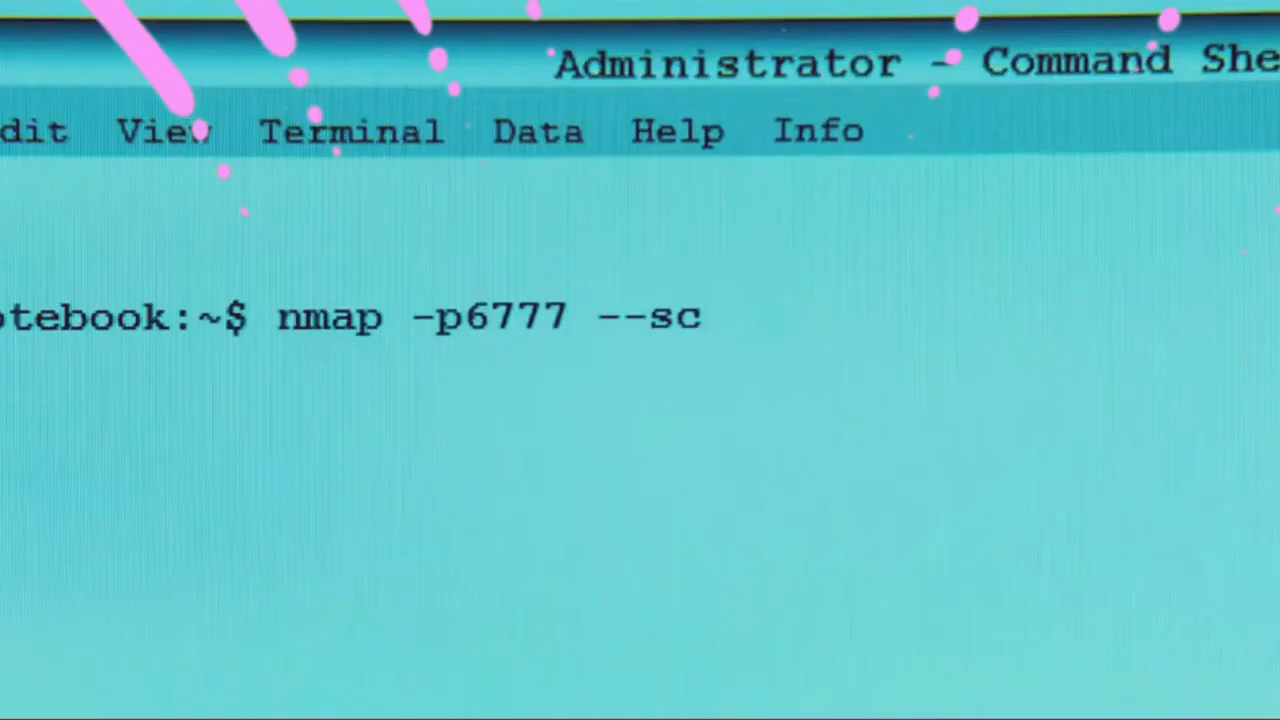 Administrator - Command She
dit View Terminal Data Help Info
otebook:~$ nmap -p6777 --sc